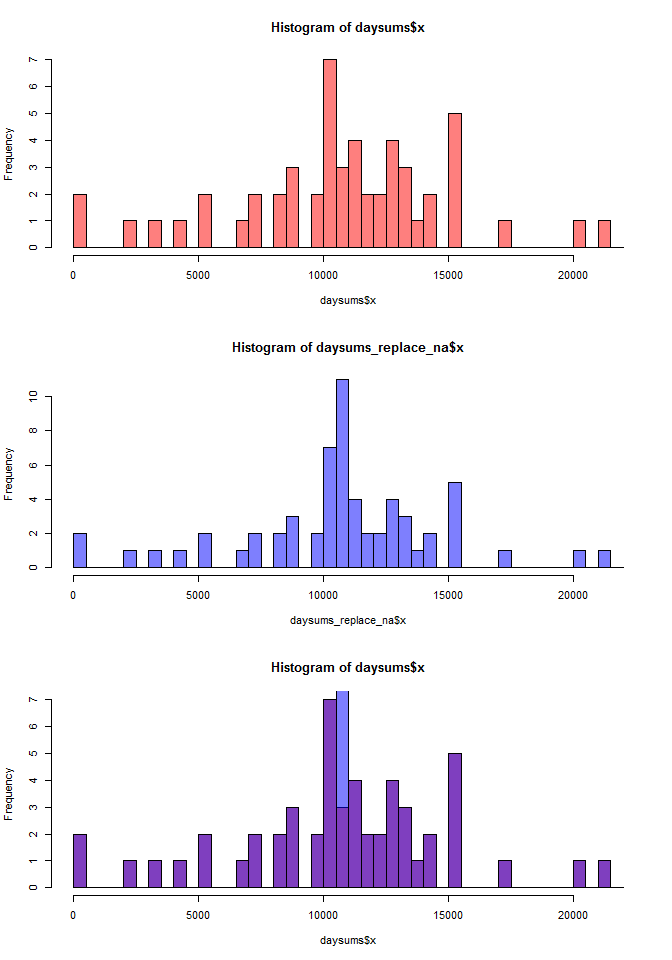 Histogram of daysums$x
Frequency
7
6
5
4
3
2
1
0
0 5000 10000 15000 20000
daysums$x
Histogram of daysums_replace_na$x
Frequency
10
8
6
4
2
0
0 5000 10000 15000 20000
daysums_replace_na$x
Histogram of daysums$x
Frequency
7
6
5
4
3
2
1
0
0 5000 10000 15000 20000
daysums$x